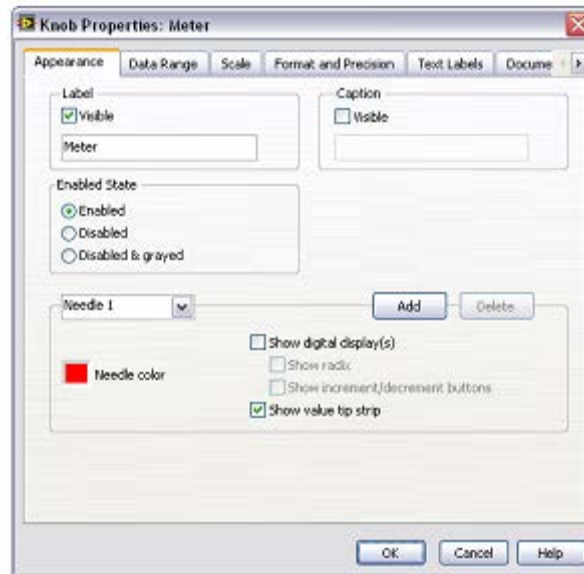 Knob Properties: Meter
Appearance Data Range Scale Format and Precision Text Labels Docume
Label
Visible
Meter
Caption
Visible
Enabled State
Enabled
Disabled
Disabled & grayed
Needle 1
Add
Delete
Needle color
Show digital display(s)
Show radix
Show increment/decrement buttons
Show value tip strip
OK Cancel Help